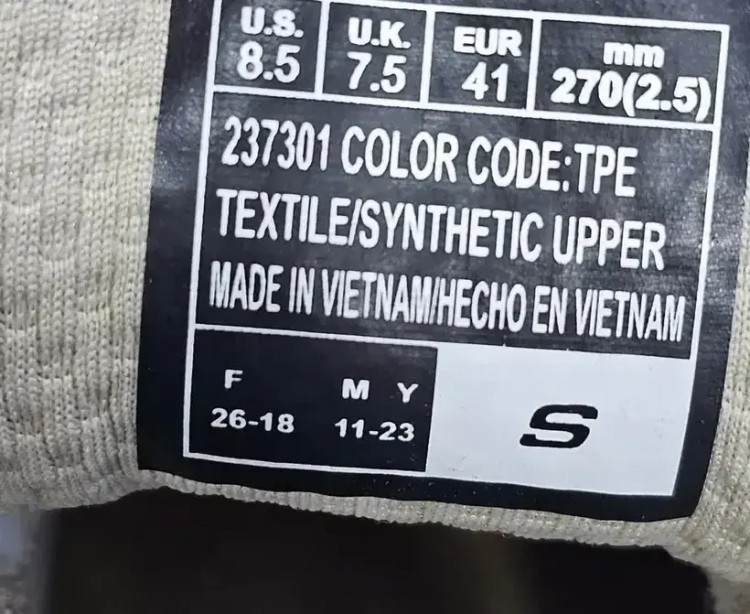 U.S. U.K. EUR mm
8.5 7.5 41 270(2.5)
237301 COLOR CODE:TPE
TEXTILE/SYNTHETIC UPPER
MADE IN VIETNAM/HECHO EN VIETNAM
F M Y
26-18 11-23
S